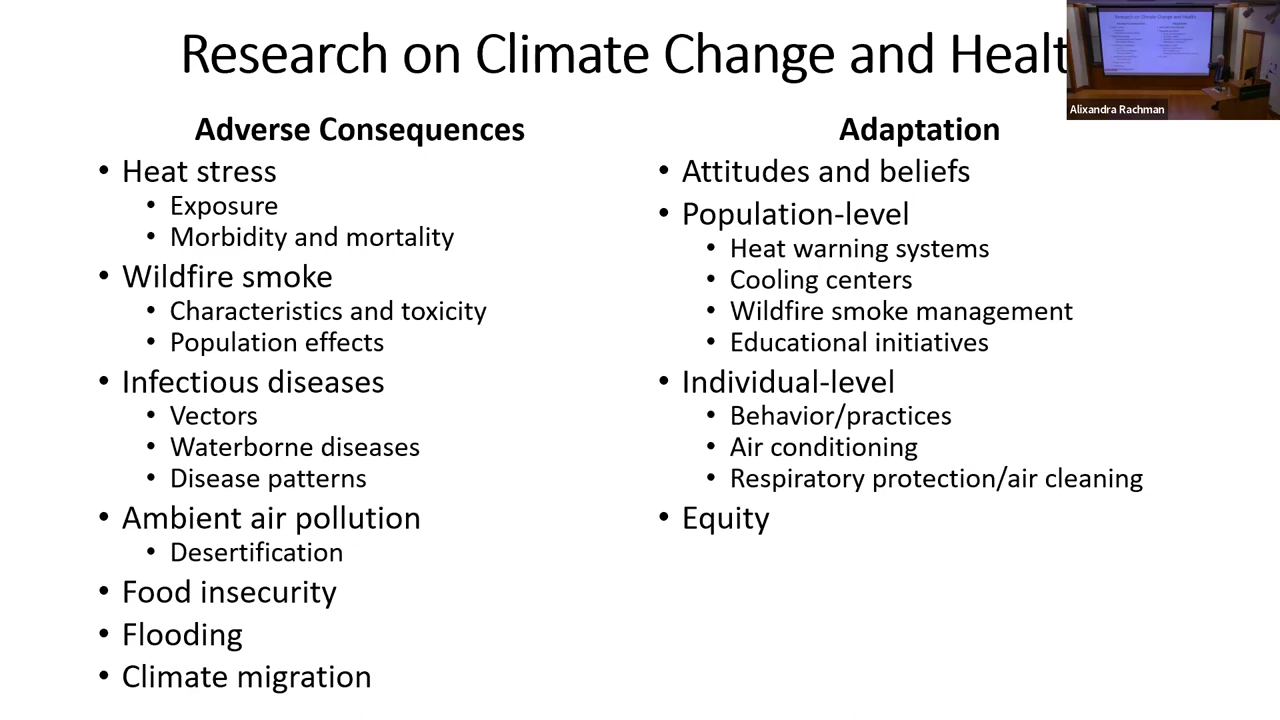 Research on Climate Change and Healt
Alixandra Rachman
Adverse Consequences
• Heat stress
• Exposure
• Morbidity and mortality
• Wildfire smoke
• Characteristics and toxicity
• Population effects
• Infectious diseases
• Vectors
• Waterborne diseases
• Disease patterns
• Ambient air pollution
• Desertification
• Food insecurity
• Flooding
• Climate migration
Adaptation
• Attitudes and beliefs
• Population-level
• Heat warning systems
• Cooling centers
• Wildfire smoke management
• Educational initiatives
• Individual-level
• Behavior/practices
• Air conditioning
• Respiratory protection/air cleaning
• Equity